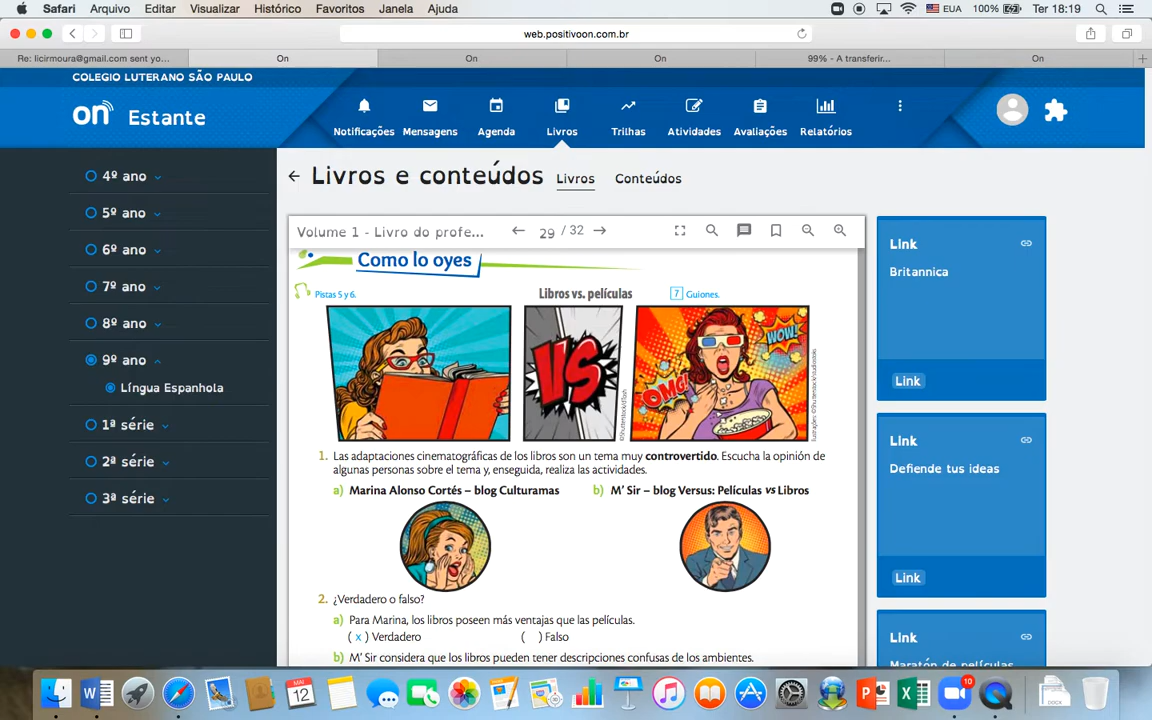 Safari Arquivo Editar Visualizar Histórico Favoritos Janela Ajuda EUA 100% Ter 18:19
web.positivoon.com.br
Re: licirmoura@gmail.com sent yo... On On On 99% - A transferir... On
COLEGIO LUTERANO SÃO PAULO
on Estante
Notificações Mensagens Agenda Livros Trilhas Atividades Avaliações Relatórios
4º ano
5º ano
6º ano
7º ano
8º ano
9º ano
Língua Espanhola
1ª série
2ª série
3ª série
Livros e conteúdos Livros Conteúdos
Volume 1 - Livro do profe... 29 / 32
Como lo oyes
Pistas 5 y 6. Libros vs. películas 7 Guiones.
VS
WOW!
OMG!
1. Las adaptaciones cinematográficas de los libros son un tema muy controvertido. Escucha la opinión de
algunas personas sobre el tema y, enseguida, realiza las actividades.
a) Marina Alonso Cortés – blog Culturamas b) M' Sir – blog Versus: Películas vs Libros
2. ¿Verdadero o falso?
a) Para Marina, los libros poseen más ventajas que las películas.
( x ) Verdadero ( ) Falso
b) M' Sir considera que los libros pueden tener descripciones confusas de los ambientes.
Link
Britannica
Link
Link
Defiende tus ideas
Link
Link
Maratón de películas
MAI
12
10
DOCX